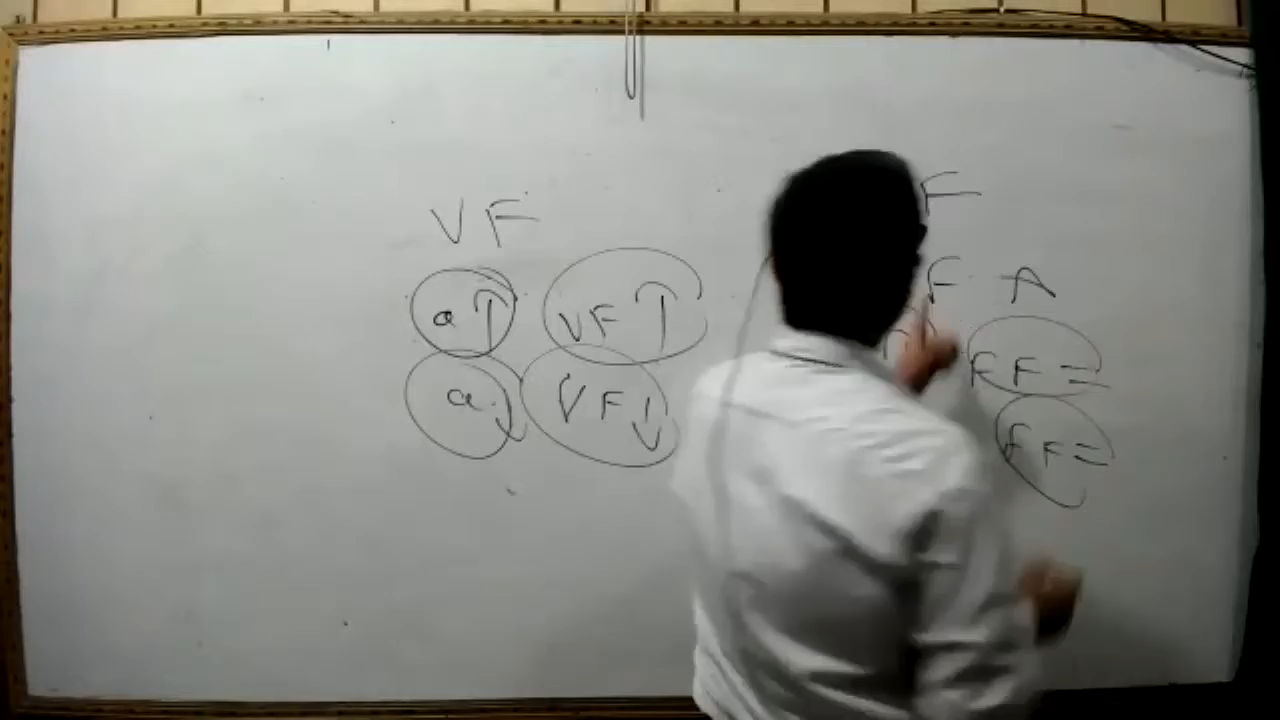 VF
F
F A
a↑ VF↑
FF=
a↓ VF↓
FF=